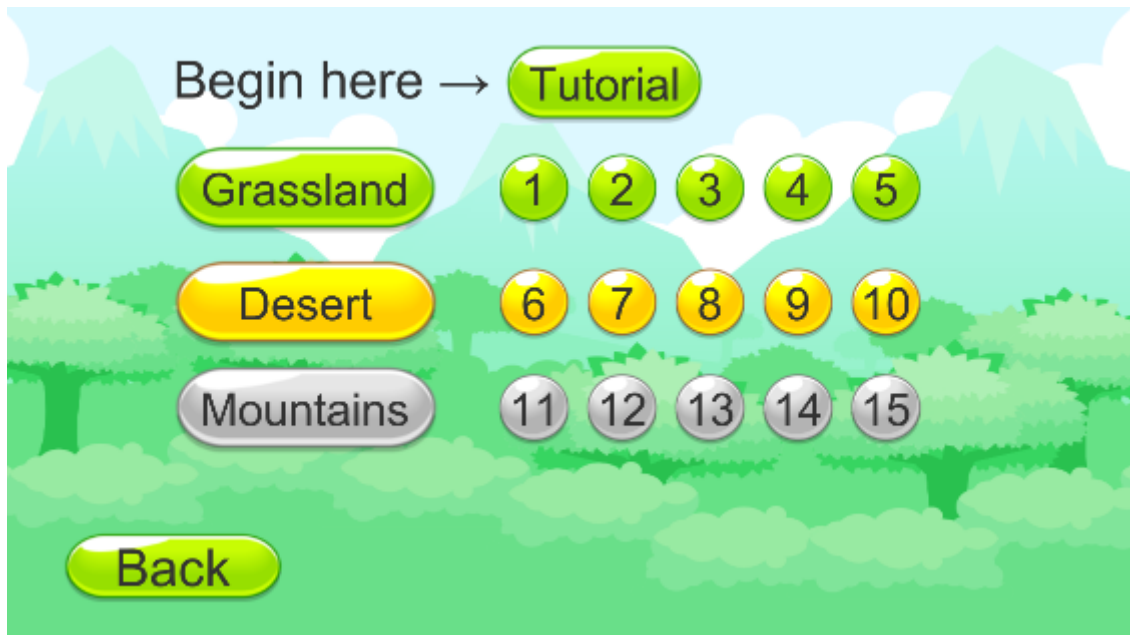 Begin here → Tutorial
Grassland 1 2 3 4 5
Desert 6 7 8 9 10
Mountains 11 12 13 14 15
Back